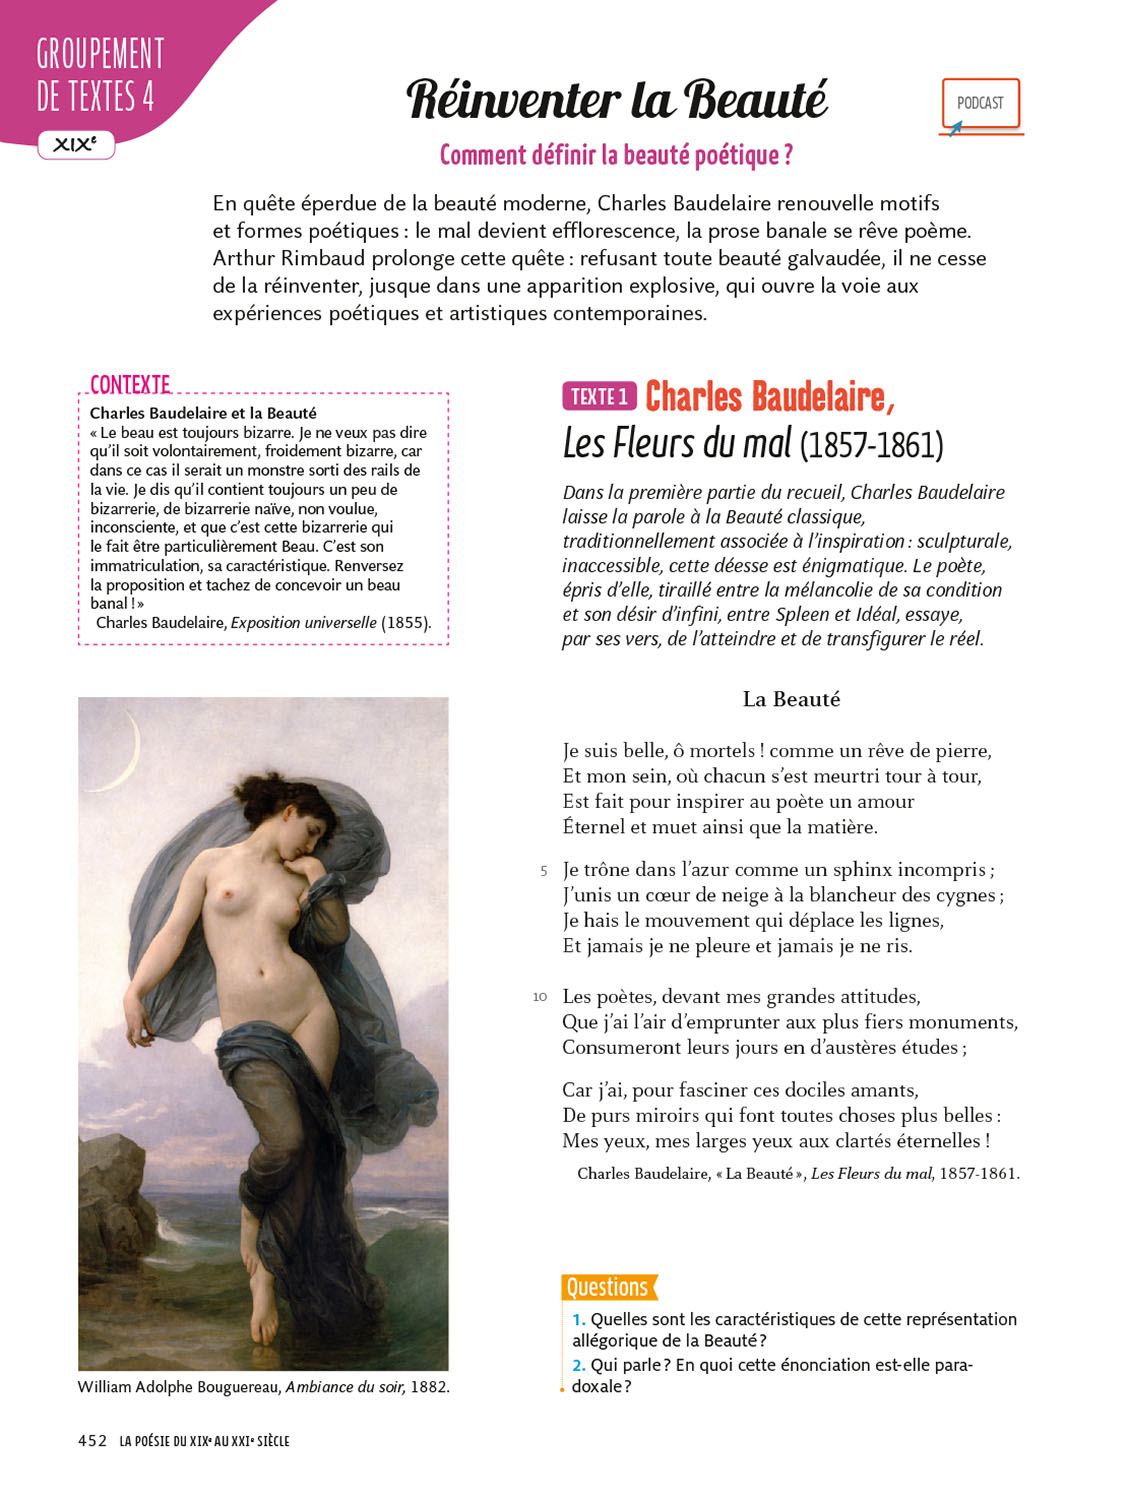 GROUPEMENT
DE TEXTES 4
XIXe
Réinventer la Beauté
PODCAST
Comment définir la beauté poétique ?
En quête éperdue de la beauté moderne, Charles Baudelaire renouvelle motifs
et formes poétiques : le mal devient efflorescence, la prose banale se rêve poème.
Arthur Rimbaud prolonge cette quête : refusant toute beauté galvaudée, il ne cesse
de la réinventer, jusque dans une apparition explosive, qui ouvre la voie aux
expériences poétiques et artistiques contemporaines.
CONTEXTE
Charles Baudelaire et la Beauté
« Le beau est toujours bizarre. Je ne veux pas dire
qu'il soit volontairement, froidement bizarre, car
dans ce cas il serait un monstre sorti des rails de
la vie. Je dis qu'il contient toujours un peu de
bizarrerie, de bizarrerie naïve, non voulue,
inconsciente, et que c'est cette bizarrerie qui
le fait être particulièrement Beau. C'est son
immatriculation, sa caractéristique. Renversez
la proposition et tachez de concevoir un beau
banal ! »
Charles Baudelaire, Exposition universelle (1855).
William Adolphe Bouguereau, Ambiance du soir, 1882.
TEXTE 1 Charles Baudelaire,
Les Fleurs du mal (1857-1861)
Dans la première partie du recueil, Charles Baudelaire
laisse la parole à la Beauté classique,
traditionnellement associée à l'inspiration : sculpturale,
inaccessible, cette déesse est énigmatique. Le poète,
épris d'elle, tiraillé entre la mélancolie de sa condition
et son désir d'infini, entre Spleen et Idéal, essaye,
par ses vers, de l'atteindre et de transfigurer le réel.
La Beauté
Je suis belle, ô mortels ! comme un rêve de pierre,
Et mon sein, où chacun s'est meurtri tour à tour,
Est fait pour inspirer au poète un amour
Éternel et muet ainsi que la matière.
5 Je trône dans l'azur comme un sphinx incompris ;
J'unis un cœur de neige à la blancheur des cygnes ;
Je hais le mouvement qui déplace les lignes,
Et jamais je ne pleure et jamais je ne ris.
10 Les poètes, devant mes grandes attitudes,
Que j'ai l'air d'emprunter aux plus fiers monuments,
Consumeront leurs jours en d'austères études ;
Car j'ai, pour fasciner ces dociles amants,
De purs miroirs qui font toutes choses plus belles :
Mes yeux, mes larges yeux aux clartés éternelles !
Charles Baudelaire, « La Beauté », Les Fleurs du mal, 1857-1861.
Questions
1. Quelles sont les caractéristiques de cette représentation
allégorique de la Beauté ?
2. Qui parle ? En quoi cette énonciation est-elle para-
doxale ?
452 LA POÉSIE DU XIXe AU XXIe SIÈCLE